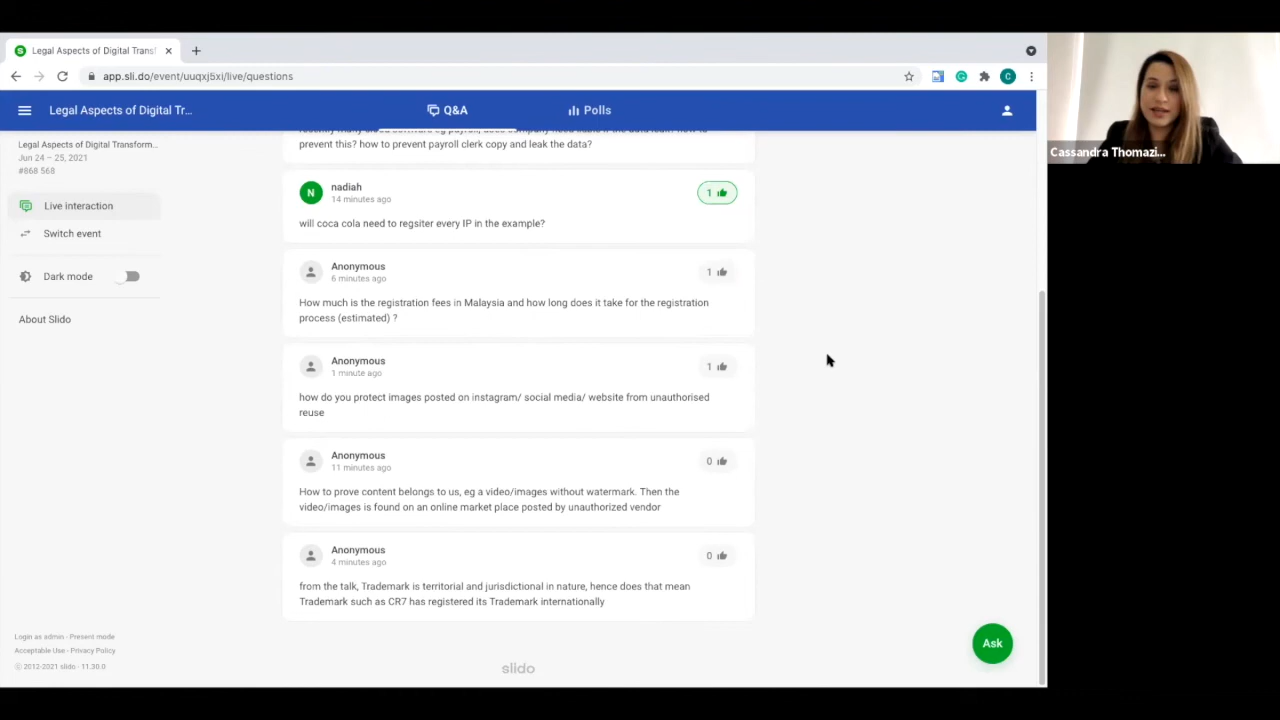 Legal Aspects of Digital Transf
app.sli.do/event/uuqxj5xi/live/questions
C
Legal Aspects of Digital Tr...
Q&A
Polls
Cassandra Thomazi...
Legal Aspects of Digital Transform...
Jun 24 – 25, 2021
#868 568
Live interaction
Switch event
Dark mode
About Slido
prevent this? how to prevent payroll clerk copy and leak the data?
N
nadiah
14 minutes ago
1
will coca cola need to regsiter every IP in the example?
Anonymous
6 minutes ago
1
How much is the registration fees in Malaysia and how long does it take for the registration
process (estimated) ?
Anonymous
1 minute ago
1
how do you protect images posted on instagram/ social media/ website from unauthorised
reuse
Anonymous
11 minutes ago
0
How to prove content belongs to us, eg a video/images without watermark. Then the
video/images is found on an online market place posted by unauthorized vendor
Anonymous
4 minutes ago
0
from the talk, Trademark is territorial and jurisdictional in nature, hence does that mean
Trademark such as CR7 has registered its Trademark internationally
Login as admin - Present mode
Acceptable Use - Privacy Policy
© 2012-2021 slido - 11.30.0
slido
Ask